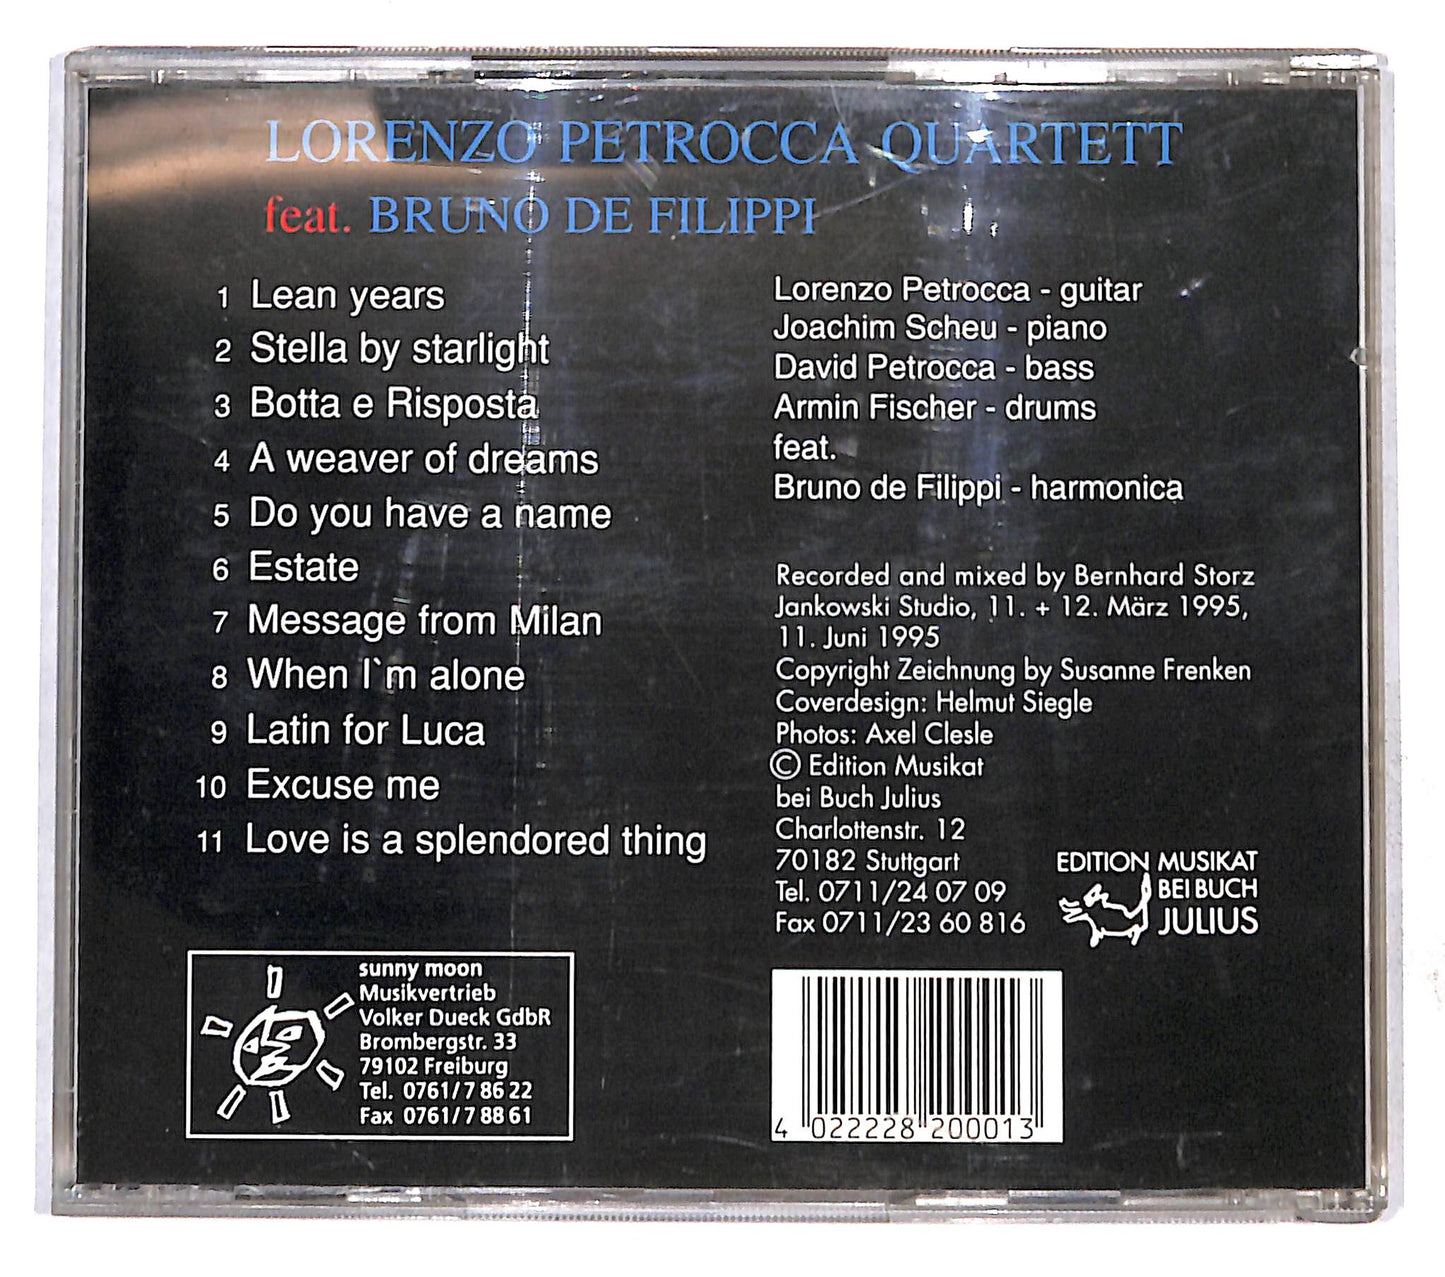 LORENZO PETROCCA QUARTETT
feat. BRUNO DE FILIPPI
1 Lean years
2 Stella by starlight
3 Botta e Risposta
4 A weaver of dreams
5 Do you have a name
6 Estate
7 Message from Milan
8 When I`m alone
9 Latin for Luca
10 Excuse me
11 Love is a splendored thing
Lorenzo Petrocca - guitar
Joachim Scheu - piano
David Petrocca - bass
Armin Fischer - drums
feat.
Bruno de Filippi - harmonica
Recorded and mixed by Bernhard Storz
Jankowski Studio, 11. + 12. März 1995,
11. Juni 1995
Copyright Zeichnung by Susanne Frenken
Coverdesign: Helmut Siegle
Photos: Axel Clesle
© Edition Musikat
bei Buch Julius
Charlottenstr. 12
70182 Stuttgart
Tel. 0711/24 07 09
Fax 0711/23 60 816
EDITION MUSIKAT
BEI BUCH
JULIUS
sunny moon
Musikvertrieb
Volker Dueck GdbR
Brombergstr. 33
79102 Freiburg
Tel. 0761/7 86 22
Fax 0761/7 88 61
4 022228 200013